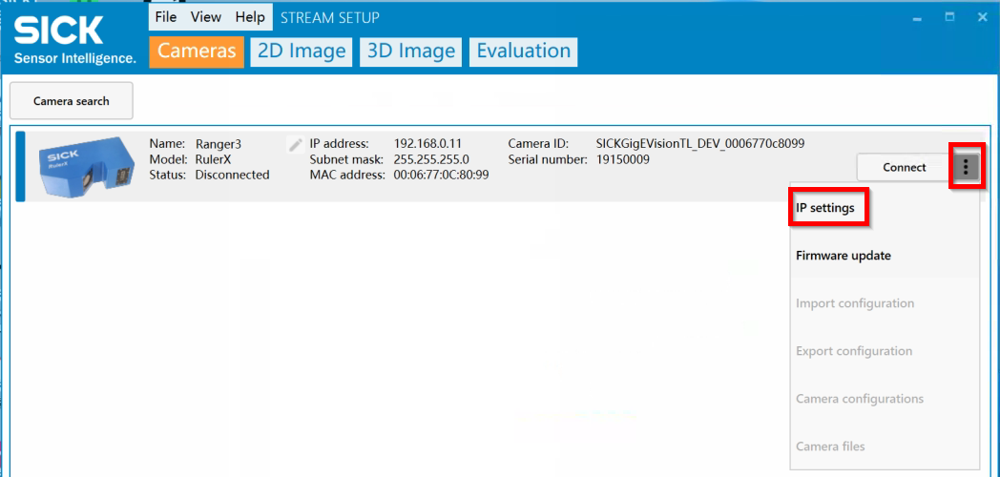 SICK
Sensor Intelligence.
File View Help STREAM SETUP
Cameras 2D Image 3D Image Evaluation
Camera search
SICK
RulerX
Name: Ranger3 IP address: 192.168.0.11 Camera ID: SICKGigEVisionTL_DEV_0006770c8099
Model: RulerX Subnet mask: 255.255.255.0 Serial number: 19150009
Status: Disconnected MAC address: 00:06:77:0C:80:99
Connect
IP settings
Firmware update
Import configuration
Export configuration
Camera configurations
Camera files